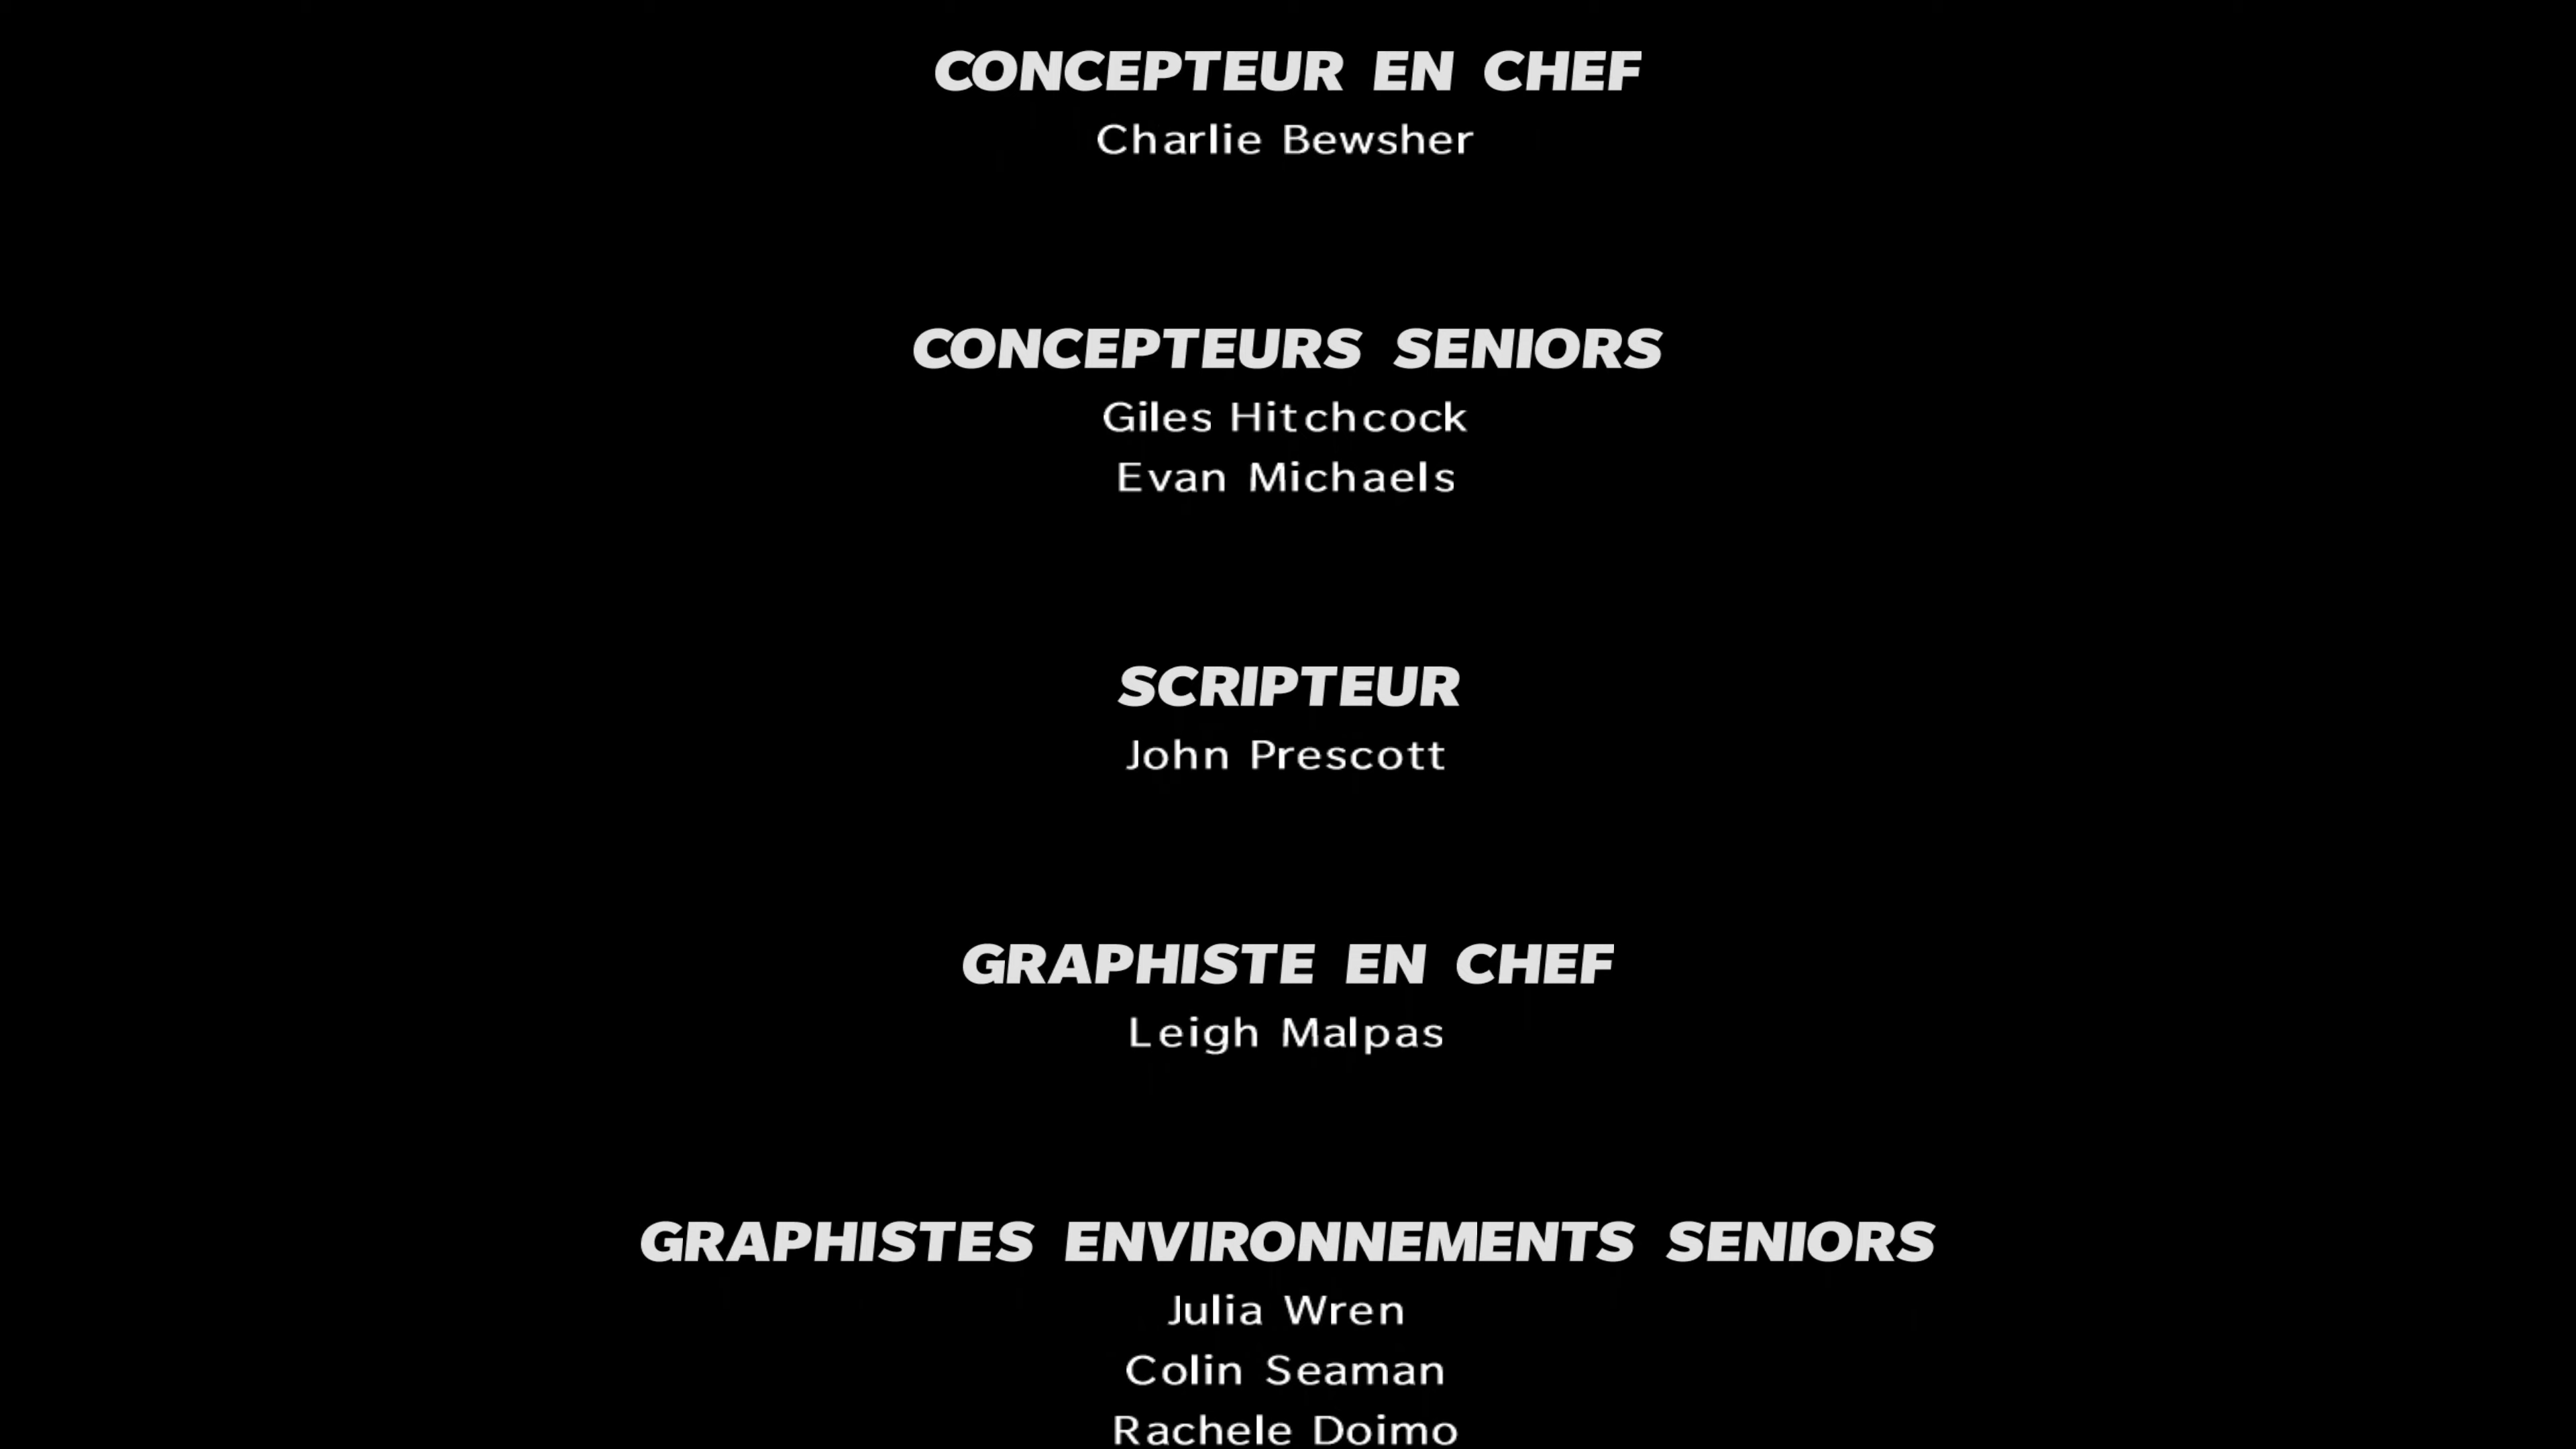 CONCEPTEUR EN CHEF
Charlie Bewsher
CONCEPTEURS SENIORS
Giles Hitchcock
Evan Michaels
SCRIPTEUR
John Prescott
GRAPHISTE EN CHEF
Leigh Malpas
GRAPHISTES ENVIRONNEMENTS SENIORS
Julia Wren
Colin Seaman
Rachele Doimo